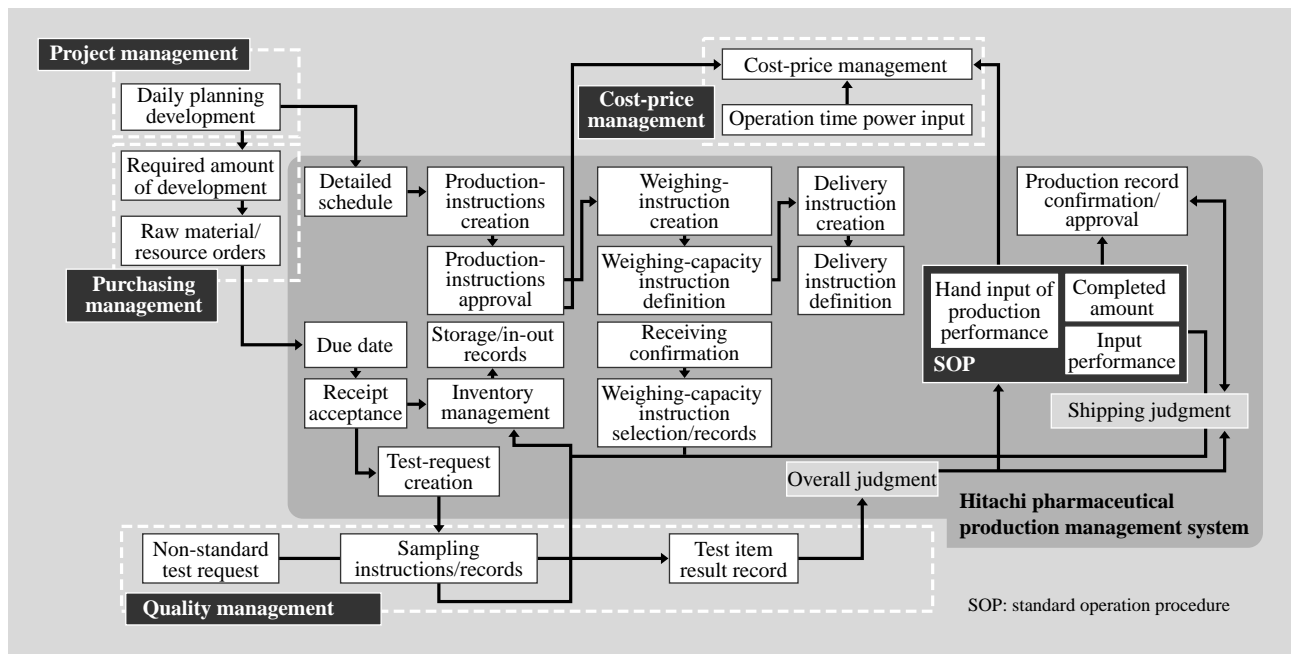 Project management
Daily planning
development
Required amount
of development
Raw material/
resource orders
Purchasing
management
Cost-price management
Cost-price
management
Operation time power input
Detailed
schedule
Production-
instructions
creation
Production-
instructions
approval
Weighing-
instruction
creation
Weighing-capacity
instruction
definition
Delivery
instruction
creation
Delivery
instruction
definition
Production record
confirmation/
approval
Hand input of
production
performance
Completed
amount
Input
performance
SOP
Due date
Receipt
acceptance
Storage/in-out
records
Inventory
management
Receiving
confirmation
Weighing-capacity
instruction
selection/records
Shipping judgment
Test-request
creation
Overall judgment
Hitachi pharmaceutical
production management system
Non-standard
test request
Sampling
instructions/records
Test item
result record
Quality management
SOP: standard operation procedure